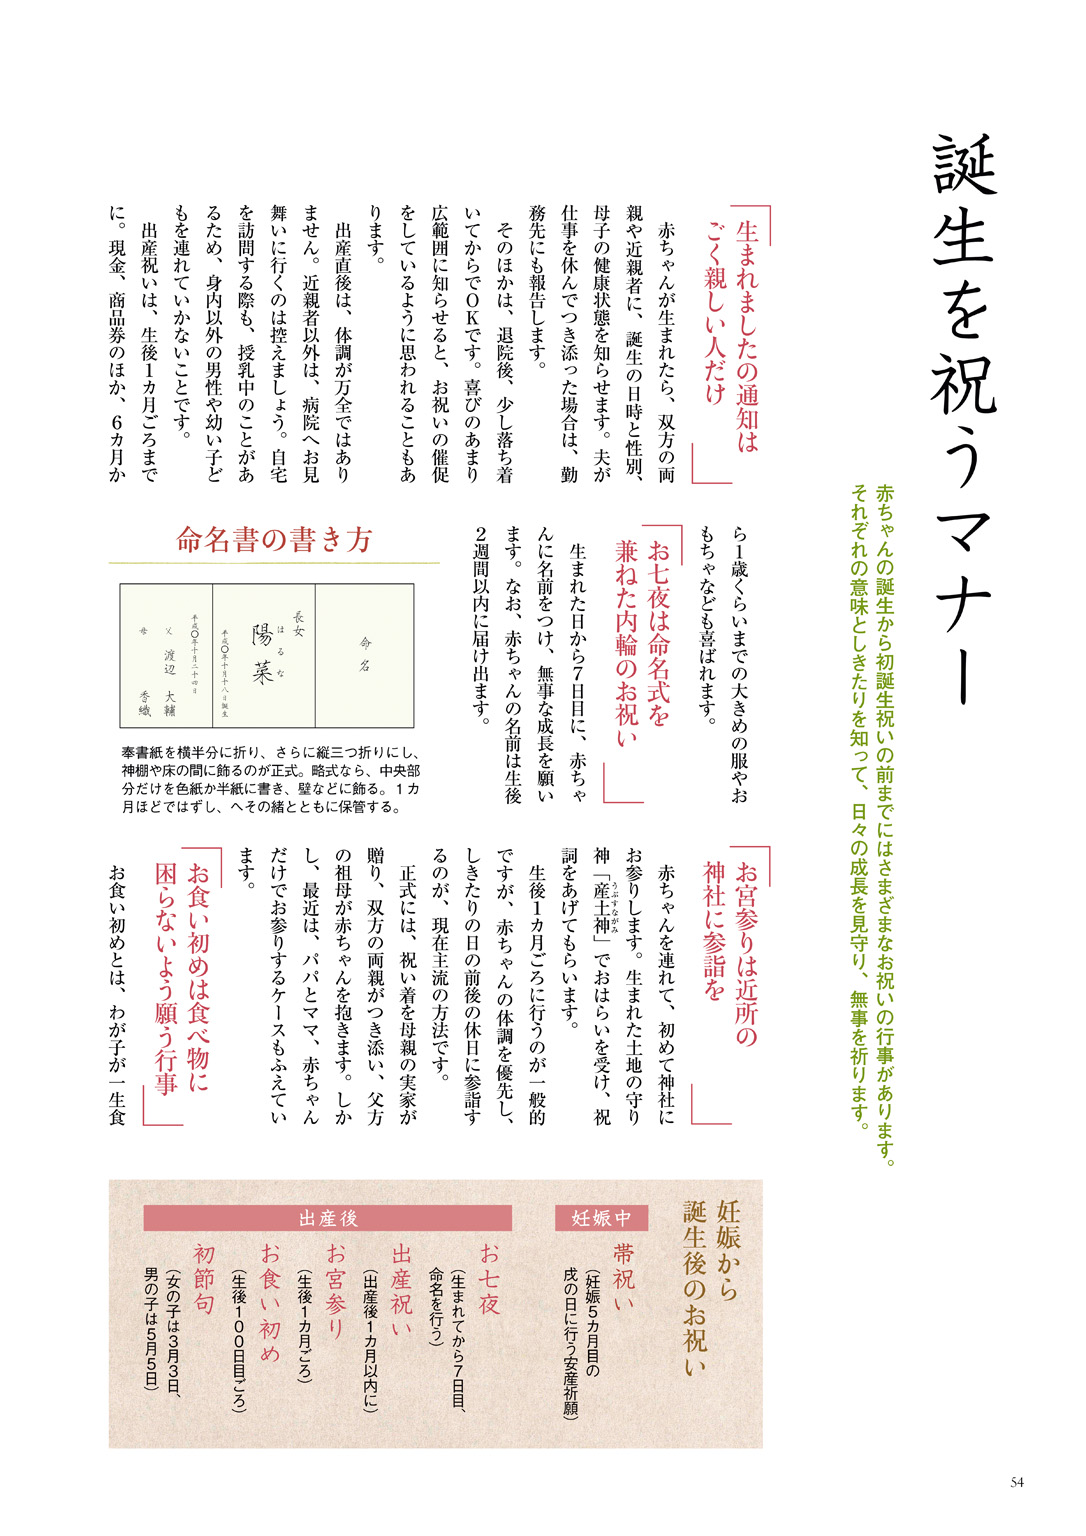 誕生を祝うマナー
赤ちゃんの誕生から初誕生祝いの前までにはさまざまなお祝いの行事があります。
それぞれの意味としきたりを知って、日々の成長を見守り、無事を祈ります。
生まれましたの通知は
ごく親しい人だけ
赤ちゃんが生まれたら、双方の両
親や近親者に、誕生の日時と性別、
母子の健康状態を知らせます。夫が
仕事を休んでつき添った場合は、勤
務先にも報告します。
そのほかは、退院後、少し落ち着
いてからでOKです。喜びのあまり
広範囲に知らせると、お祝いの催促
をしているように思われることもあ
ります。
出産直後は、体調が万全ではあり
ません。近親者以外は、病院へお見
舞いに行くのは控えましょう。自宅
を訪問する際も、授乳中のことがあ
るため、身内以外の男性や幼い子ど
もを連れていかないことです。
出産祝いは、生後1カ月ごろまで
に。現金、商品券のほか、6カ月か
ら1歳くらいまでの大きめの服やお
もちゃなども喜ばれます。
お七夜は命名式を
兼ねた内輪のお祝い
生まれた日から7日目に、赤ちゃ
んに名前をつけ、無事な成長を願い
ます。なお、赤ちゃんの名前は生後
2週間以内に届け出ます。
命名書の書き方
命名
長女
はるな
陽菜
平成〇年十月十八日誕生
平成〇年十月二十四日
父 渡辺 大輔
母 香織
奉書紙を横半分に折り、さらに縦三つ折りにし、
神棚や床の間に飾るのが正式。略式なら、中央部
分だけを色紙か半紙に書き、壁などに飾る。1カ
月ほどではずし、へその緒とともに保管する。
お宮参りは近所の
神社に参詣を
赤ちゃんを連れて、初めて神社に
お参りします。生まれた土地の守り
神「産土神」でおはらいを受け、祝
うぶすながみ
詞をあげてもらいます。
生後1カ月ごろに行うのが一般的
ですが、赤ちゃんの体調を優先し、
しきたりの日の前後の休日に参詣す
るのが、現在主流の方法です。
正式には、祝い着を母親の実家が
贈り、双方の両親がつき添い、父方
の祖母が赤ちゃんを抱きます。しか
し、最近は、パパとママ、赤ちゃん
だけでお参りするケースもふえてい
ます。
お食い初めは食べ物に
困らないよう願う行事
お食い初めとは、わが子が一生食
妊娠から
誕生後のお祝い
妊娠中
帯祝い
(妊娠5カ月目の
戌の日に行う安産祈願)
出産後
お七夜
(生まれてから7日目、
命名を行う)
出産祝い
(出産後1カ月以内に)
お宮参り
(生後1カ月ごろ)
お食い初め
(生後100日目ごろ)
初節句
(女の子は3月3日、
男の子は5月5日)
54